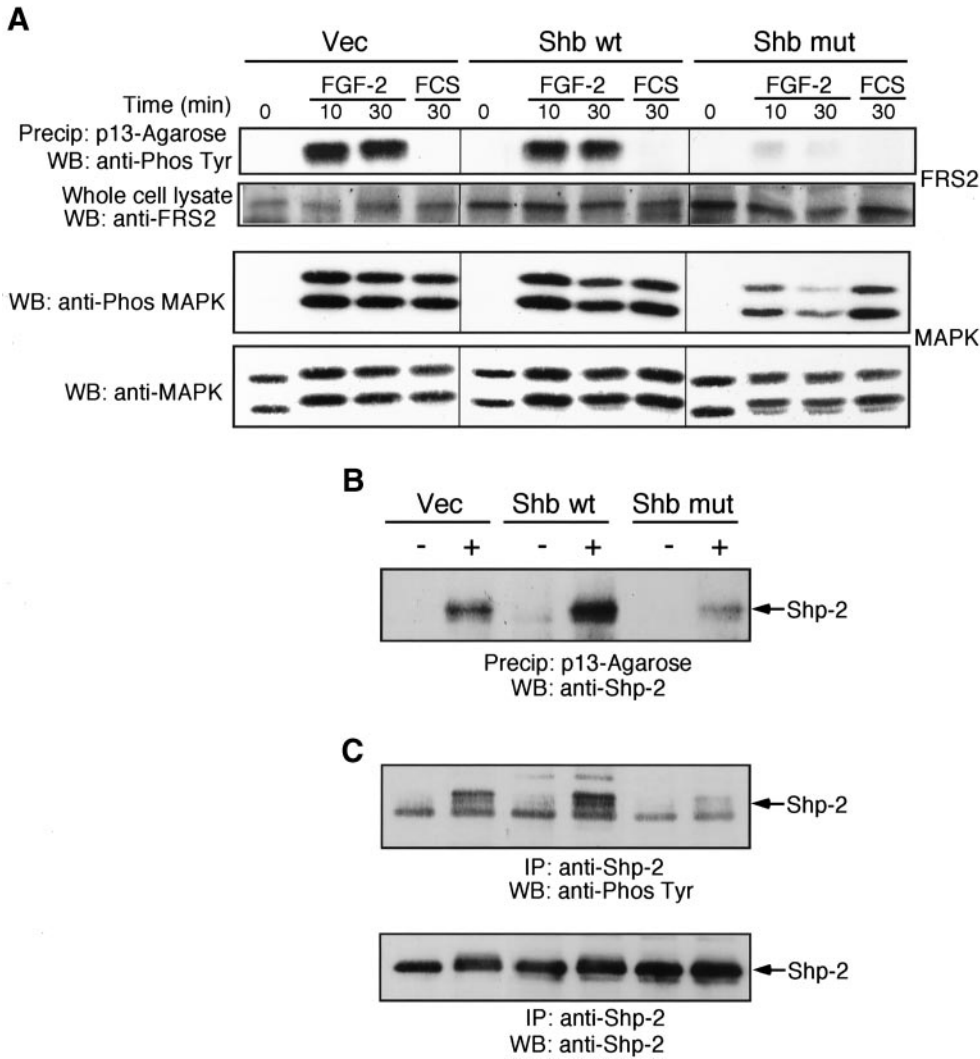 A
Vec Shb wt Shb mut
FGF-2 FCS FGF-2 FCS FGF-2 FCS
Time (min) 0 10 30 30 0 10 30 30 0 10 30 30
Precip: p13-Agarose
WB: anti-Phos Tyr
FRS2
Whole cell lysate
WB: anti-FRS2
WB: anti-Phos MAPK
MAPK
WB: anti-MAPK
B
Vec Shb wt Shb mut
- + - + - +
Shp-2
Precip: p13-Agarose
WB: anti-Shp-2
C
Shp-2
IP: anti-Shp-2
WB: anti-Phos Tyr
Shp-2
IP: anti-Shp-2
WB: anti-Shp-2